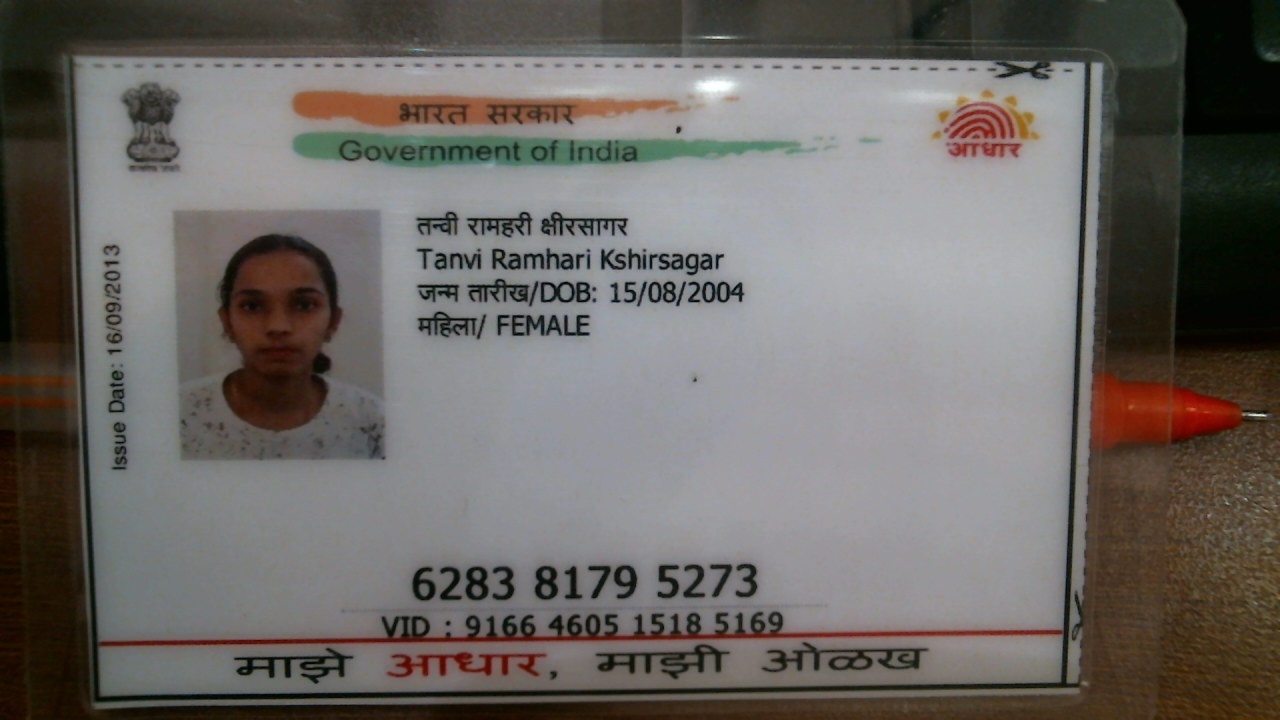 भारत सरकार
Government of India
आधार
तन्वी रामहरी क्षीरसागर
Tanvi Ramhari Kshirsagar
जन्म तारीख/DOB: 15/08/2004
महिला/ FEMALE
Issue Date: 16/09/2013
6283 8179 5273
VID : 9166 4605 1518 5169
माझे आधार, माझी ओळख